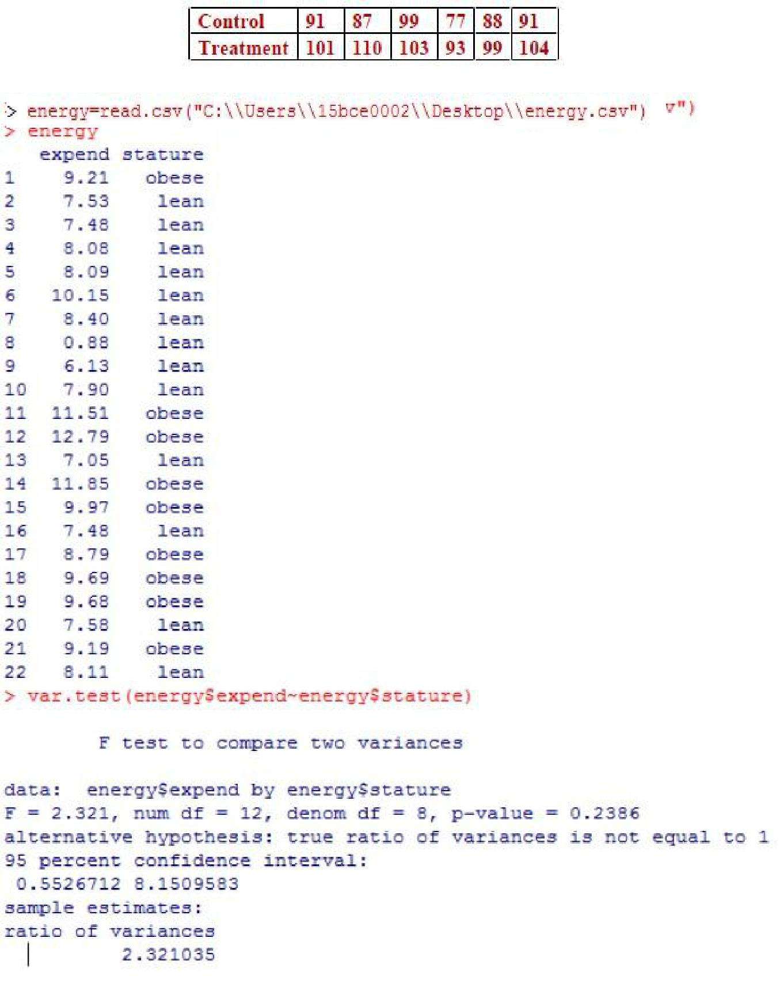 Control 91 87 99 77 88 91
Treatment 101 110 103 93 99 104
> energy=read.csv("C:\\Users\\15bce0002\\Desktop\\energy.csv") v")
> energy
expend stature
1 9.21 obese
2 7.53 lean
3 7.48 lean
4 8.08 lean
5 8.09 lean
6 10.15 lean
7 8.40 lean
8 0.88 lean
9 6.13 lean
10 7.90 lean
11 11.51 obese
12 12.79 obese
13 7.05 lean
14 11.85 obese
15 9.97 obese
16 7.48 lean
17 8.79 obese
18 9.69 obese
19 9.68 obese
20 7.58 lean
21 9.19 obese
22 8.11 lean
> var.test(energy$expend~energy$stature)
F test to compare two variances
data: energy$expend by energy$stature
F = 2.321, num df = 12, denom df = 8, p-value = 0.2386
alternative hypothesis: true ratio of variances is not equal to 1
95 percent confidence interval:
0.5526712 8.1509583
sample estimates:
ratio of variances
2.321035